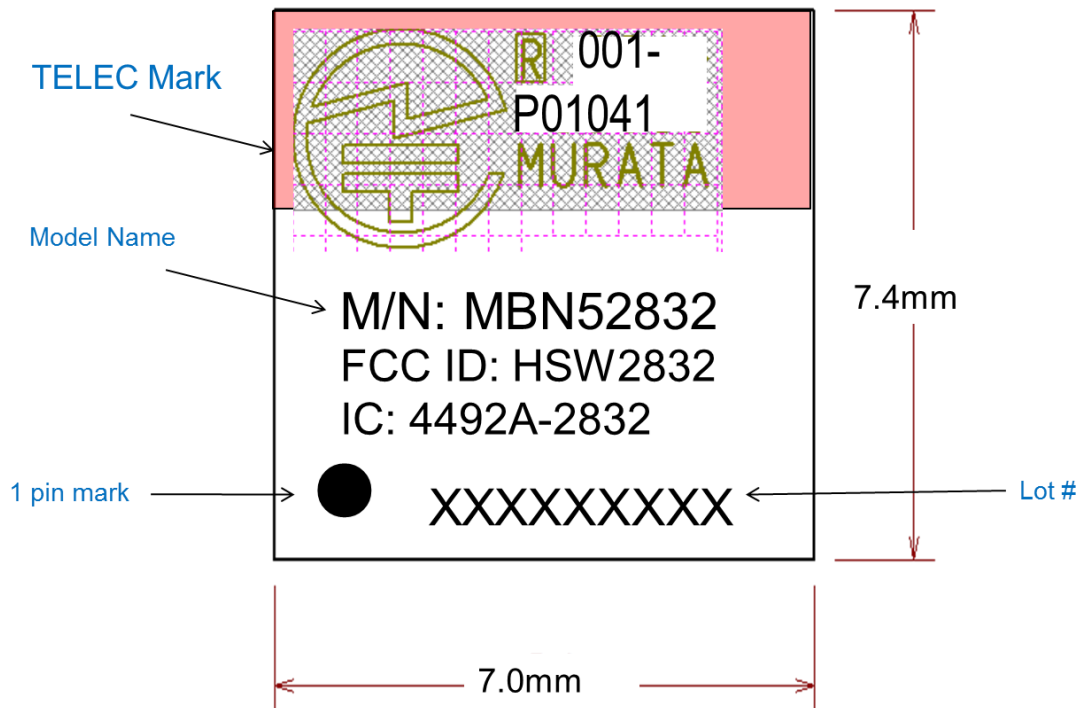 TELEC Mark
R 001-
P01041
MURATA
Model Name
M/N: MBN52832
7.4mm
FCC ID: HSW2832
IC: 4492A-2832
1 pin mark
XXXXXXXXX
Lot #
7.0mm